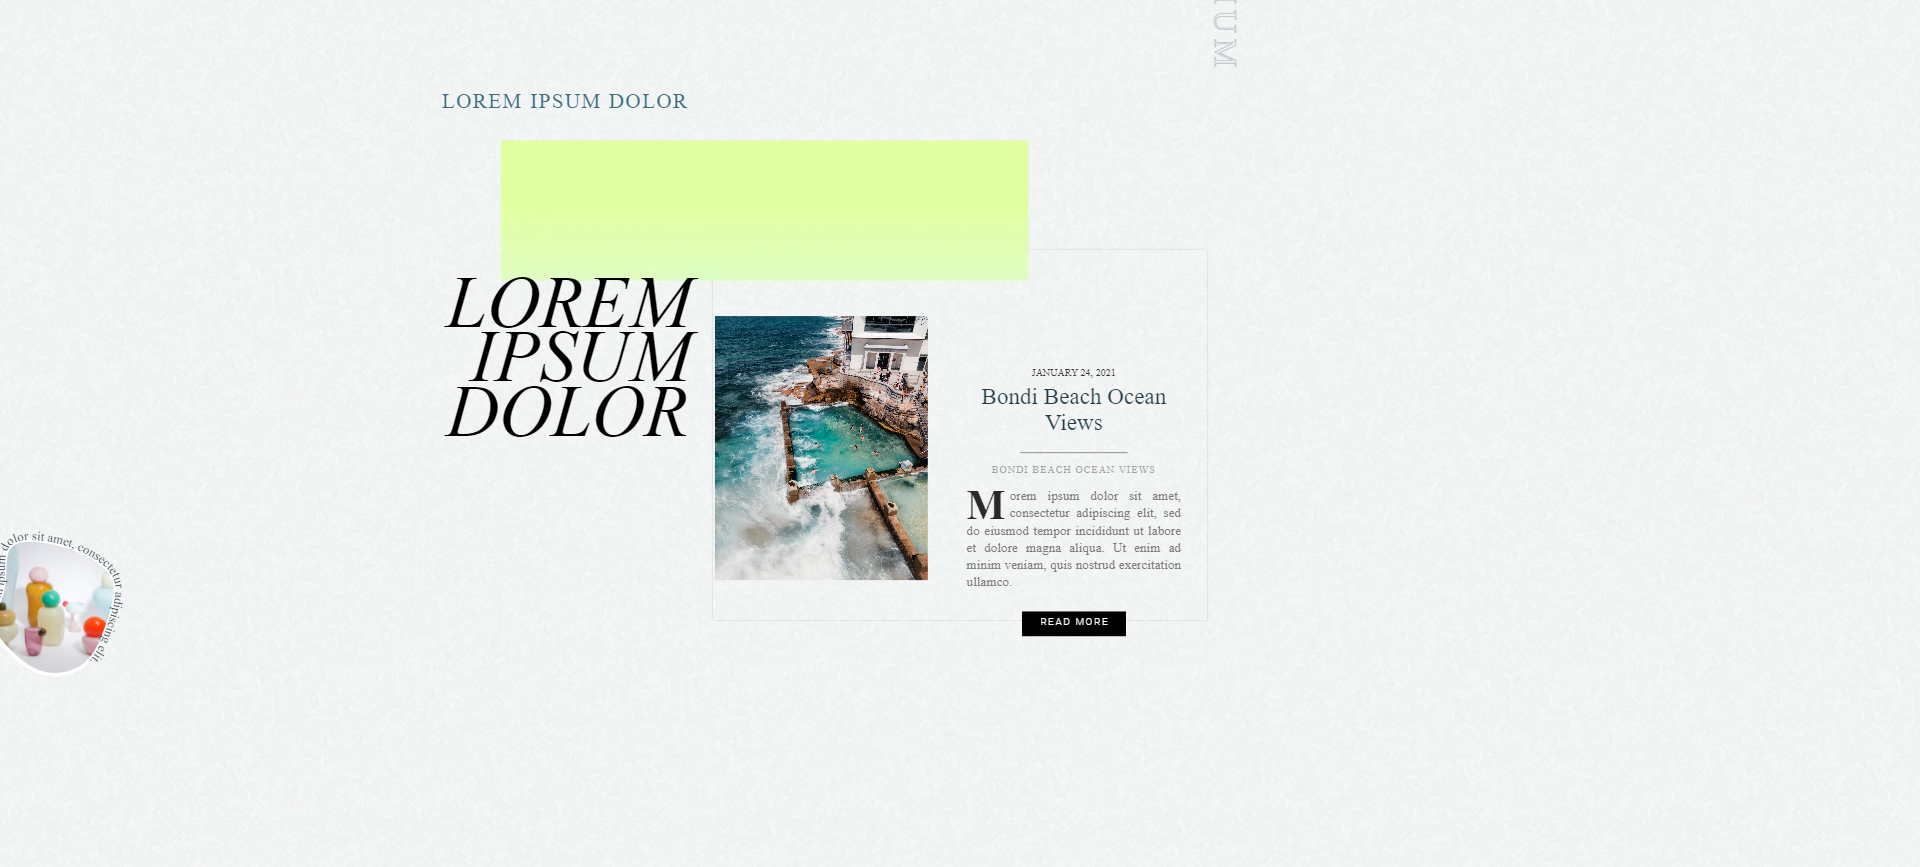 IUM
LOREM IPSUM DOLOR
LOREM
IPSUM
DOLOR
JANUARY 24, 2021
Bondi Beach Ocean
Views
BONDI BEACH OCEAN VIEWS
Morem ipsum dolor sit amet,
consectetur adipiscing elit, sed
do eiusmod tempor incididunt ut labore
et dolore magna aliqua. Ut enim ad
minim veniam, quis nostrud exercitation
ullamco.
READ MORE
ipsum dolor sit amet, consectetur adipiscing elit.